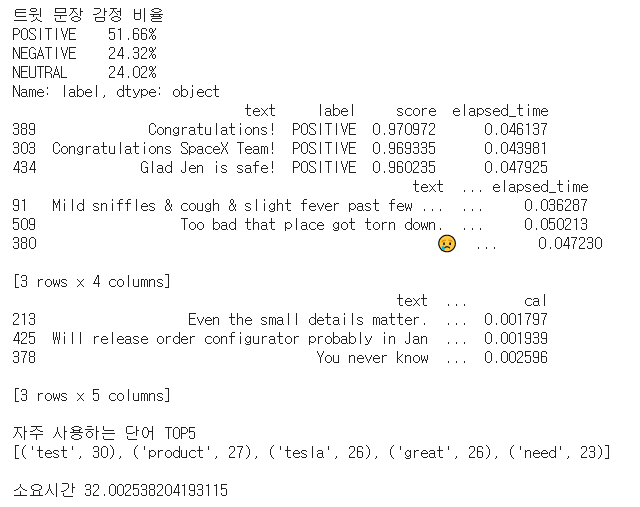 트윗 문장 감정 비율
POSITIVE 51.66%
NEGATIVE 24.32%
NEUTRAL 24.02%
Name: label, dtype: object
text label score elapsed_time
389 Congratulations! POSITIVE 0.970972 0.046137
303 Congratulations SpaceX Team! POSITIVE 0.969335 0.043981
434 Glad Jen is safe! POSITIVE 0.960235 0.047925
text ... elapsed_time
91 Mild sniffles & cough & slight fever past few ... ... 0.036287
509 Too bad that place got torn down. ... 0.050213
380 😢 ... 0.047230
[3 rows x 4 columns]
text ... cal
213 Even the small details matter. ... 0.001797
425 Will release order configurator probably in Jan ... 0.001939
378 You never know ... 0.002596
[3 rows x 5 columns]
자주 사용하는 단어 TOP5
[('test', 30), ('product', 27), ('tesla', 26), ('great', 26), ('need', 23)]
소요시간 32.002538204193115